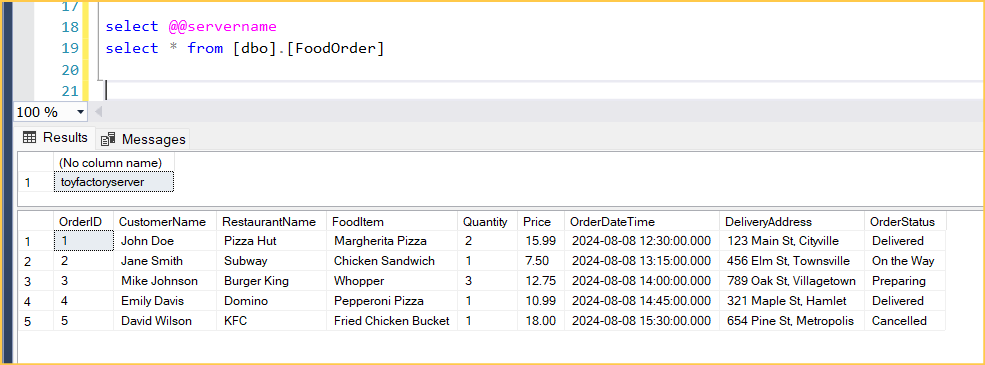 17
18 select @@servername
19 select * from [dbo].[FoodOrder]
20
21
100 %
Results Messages
(No column name)
1 toyfactoryserver
OrderID CustomerName RestaurantName FoodItem Quantity Price OrderDateTime DeliveryAddress OrderStatus
1 1 John Doe Pizza Hut Margherita Pizza 2 15.99 2024-08-08 12:30:00.000 123 Main St, Cityville Delivered
2 2 Jane Smith Subway Chicken Sandwich 1 7.50 2024-08-08 13:15:00.000 456 Elm St, Townsville On the Way
3 3 Mike Johnson Burger King Whopper 3 12.75 2024-08-08 14:00:00.000 789 Oak St, Villagetown Preparing
4 4 Emily Davis Domino Pepperoni Pizza 1 10.99 2024-08-08 14:45:00.000 321 Maple St, Hamlet Delivered
5 5 David Wilson KFC Fried Chicken Bucket 1 18.00 2024-08-08 15:30:00.000 654 Pine St, Metropolis Cancelled